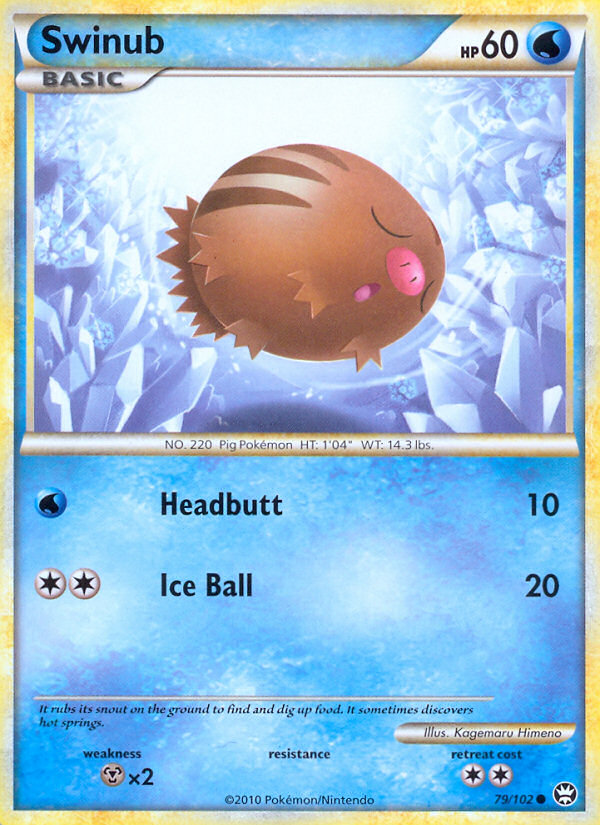 Swinub
HP60
BASIC
NO. 220 Pig Pokémon HT: 1'04" WT: 14.3 lbs.
Headbutt 10
Ice Ball 20
It rubs its snout on the ground to find and dig up food. It sometimes discovers
hot springs.
Illus. Kagemaru Himeno
weakness resistance retreat cost
×2
©2010 Pokémon/Nintendo 79/102